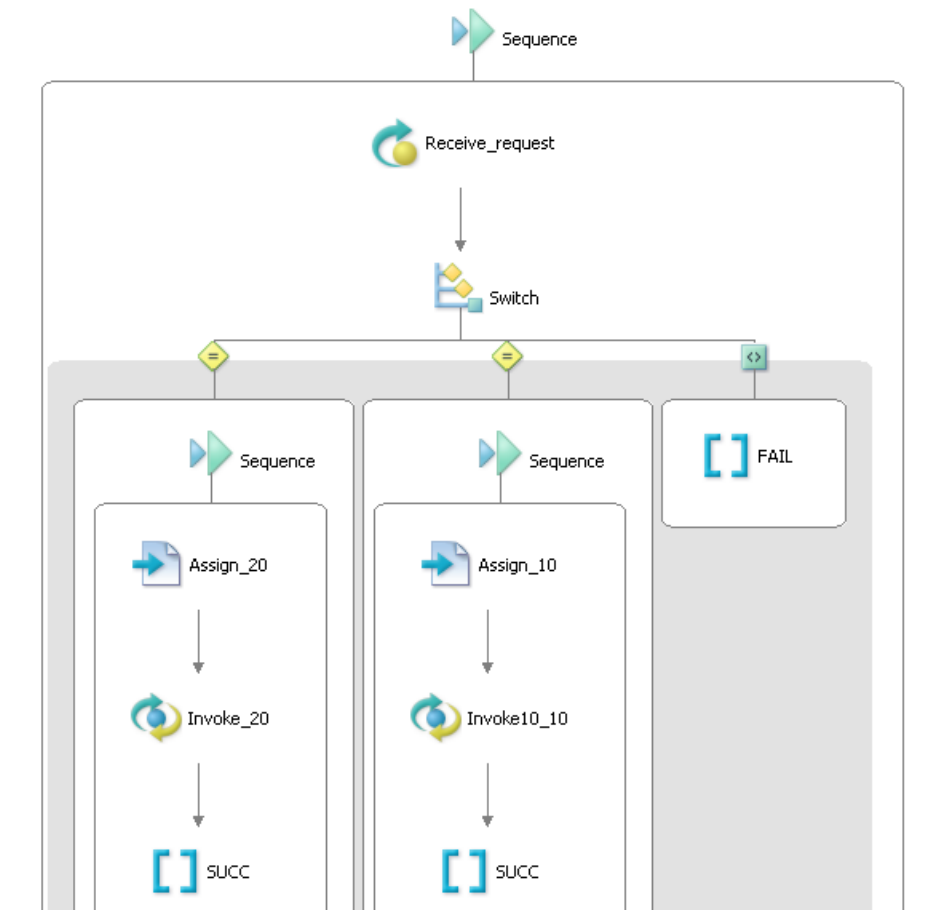 Sequence
Receive_request
Switch
=
=
<>
Sequence
Sequence
FAIL
Assign_20
Assign_10
Invoke_20
Invoke10_10
SUCC
SUCC